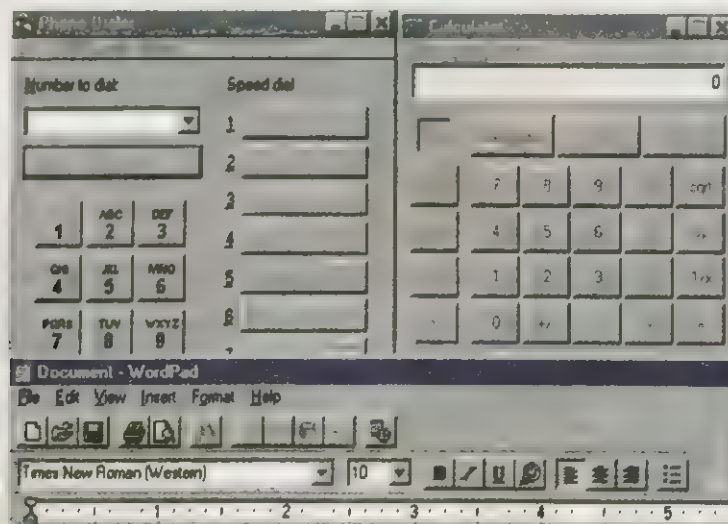 Phone Dialer
Number to dial:
Speed dial
1
2
3
4
5
6
1
ABC
2
DEF
3
GHI
4
JKL
5
MNO
6
PQRS
7
TUV
8
WXYZ
9
Calculator
0
7 8 9 sqrt
4 5 6
1 2 3 1/x
0 +/-
Document - WordPad
File Edit View Insert Format Help
Times New Roman (Western) 10 B I U
1 2 3 4 5